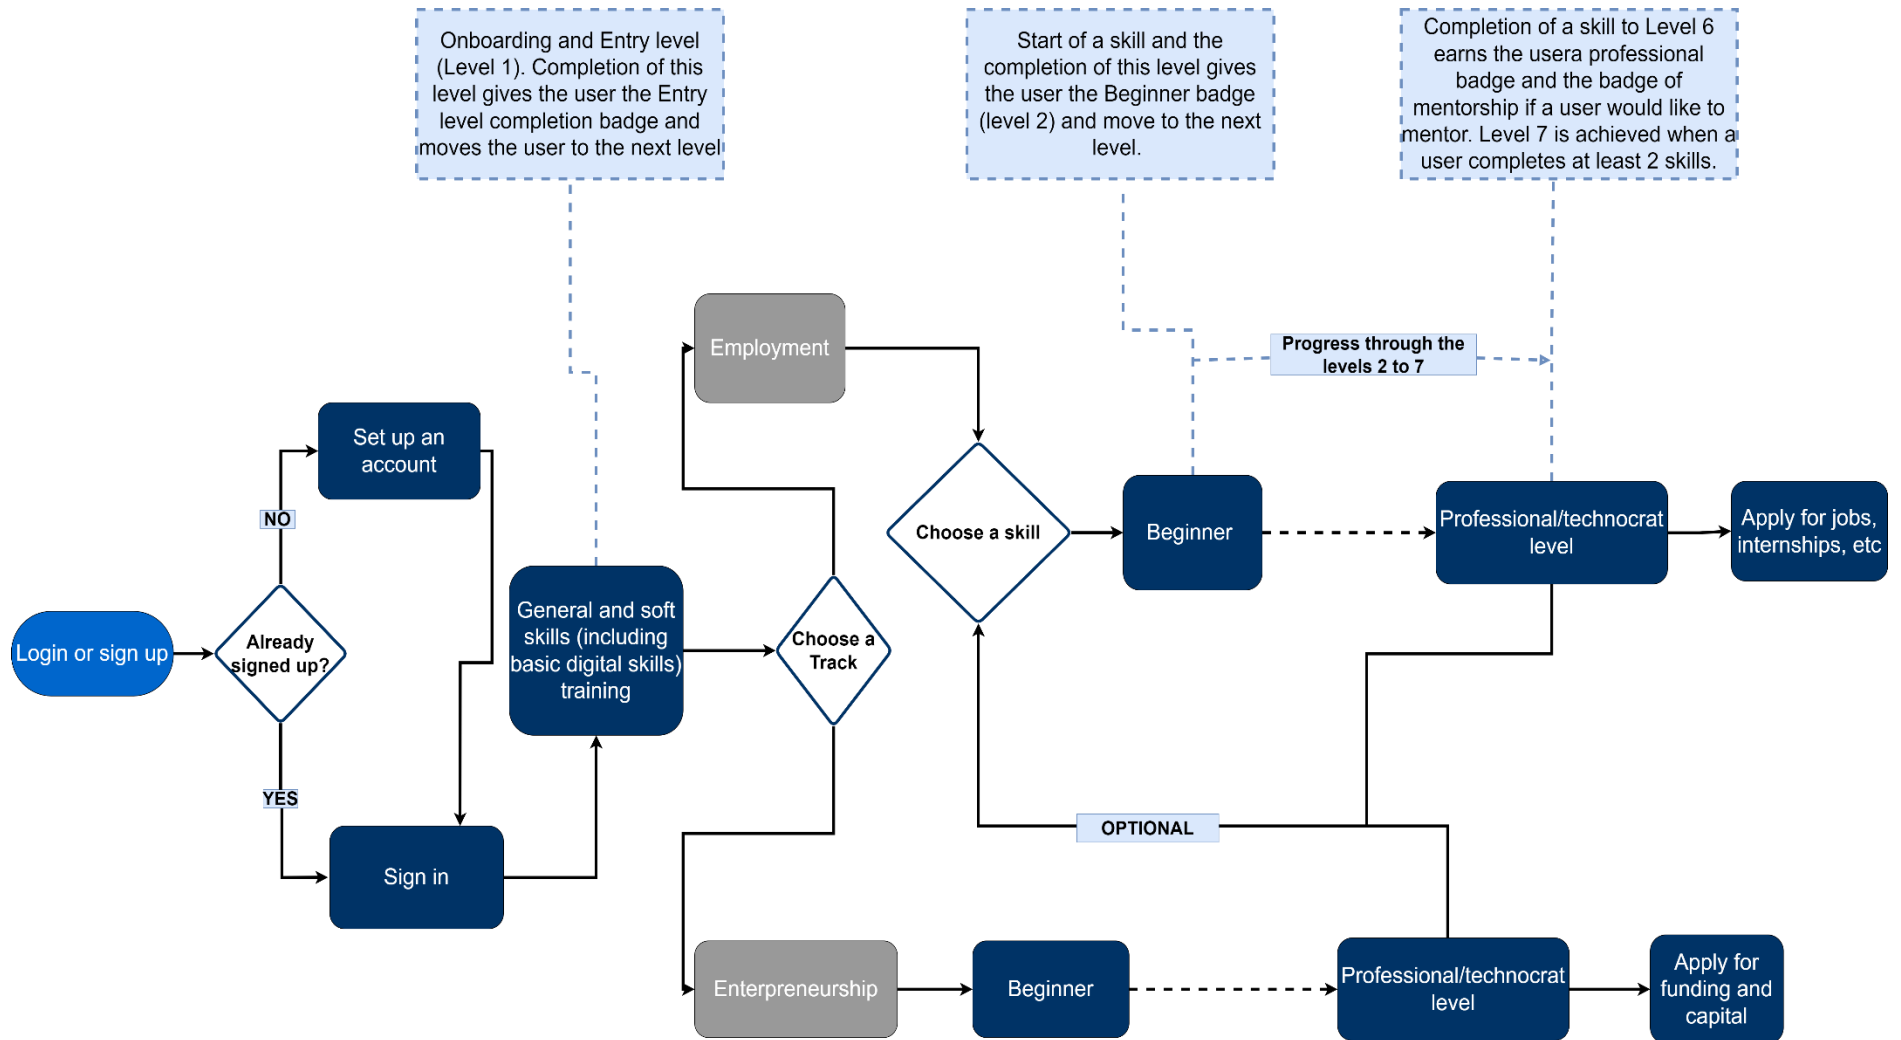 Onboarding and Entry level
(Level 1). Completion of this
level gives the user the Entry
level completion badge and
moves the user to the next level
Start of a skill and the
completion of this level gives
the user the Beginner badge
(level 2) and move to the next
level.
Completion of a skill to Level 6
earns the usera professional
badge and the badge of
mentorship if a user would like to
mentor. Level 7 is achieved when a
user completes at least 2 skills.
Employment
Progress through the
levels 2 to 7
Set up an
account
NO
Choose a skill
Beginner
Professional/technocrat
level
Apply for jobs,
internships, etc
Login or sign up
Already
signed up?
General and soft
skills (including
basic digital skills)
training
Choose a
Track
YES
OPTIONAL
Sign in
Enterpreneurship
Beginner
Professional/technocrat
level
Apply for
funding and
capital